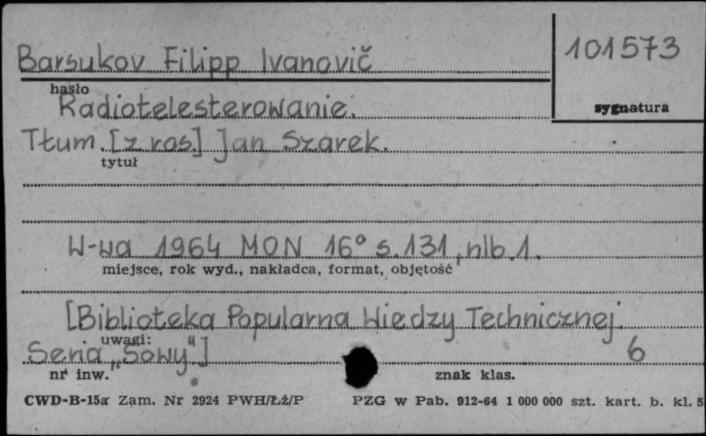 Barsukov Filipp Ivanovič
101573
hasło
sygnatura
Radiotelesterowanie.
Tłum. [z ros.] Jan Szarek.
tytuł
W-wa 1964 MON 16° s. 131, nlb. 1.
miejsce, rok wyd., nakładca, format, objętość
[Biblioteka Popularna Wiedzy Technicznej.
uwagi:
Seria „Sowy"] 6
nr inw. znak klas.
CWD-B-15a Zam. Nr 2924 PWH/Łź/P PZG w Pab. 912-64 1 000 000 szt. kart. b. kl. 5